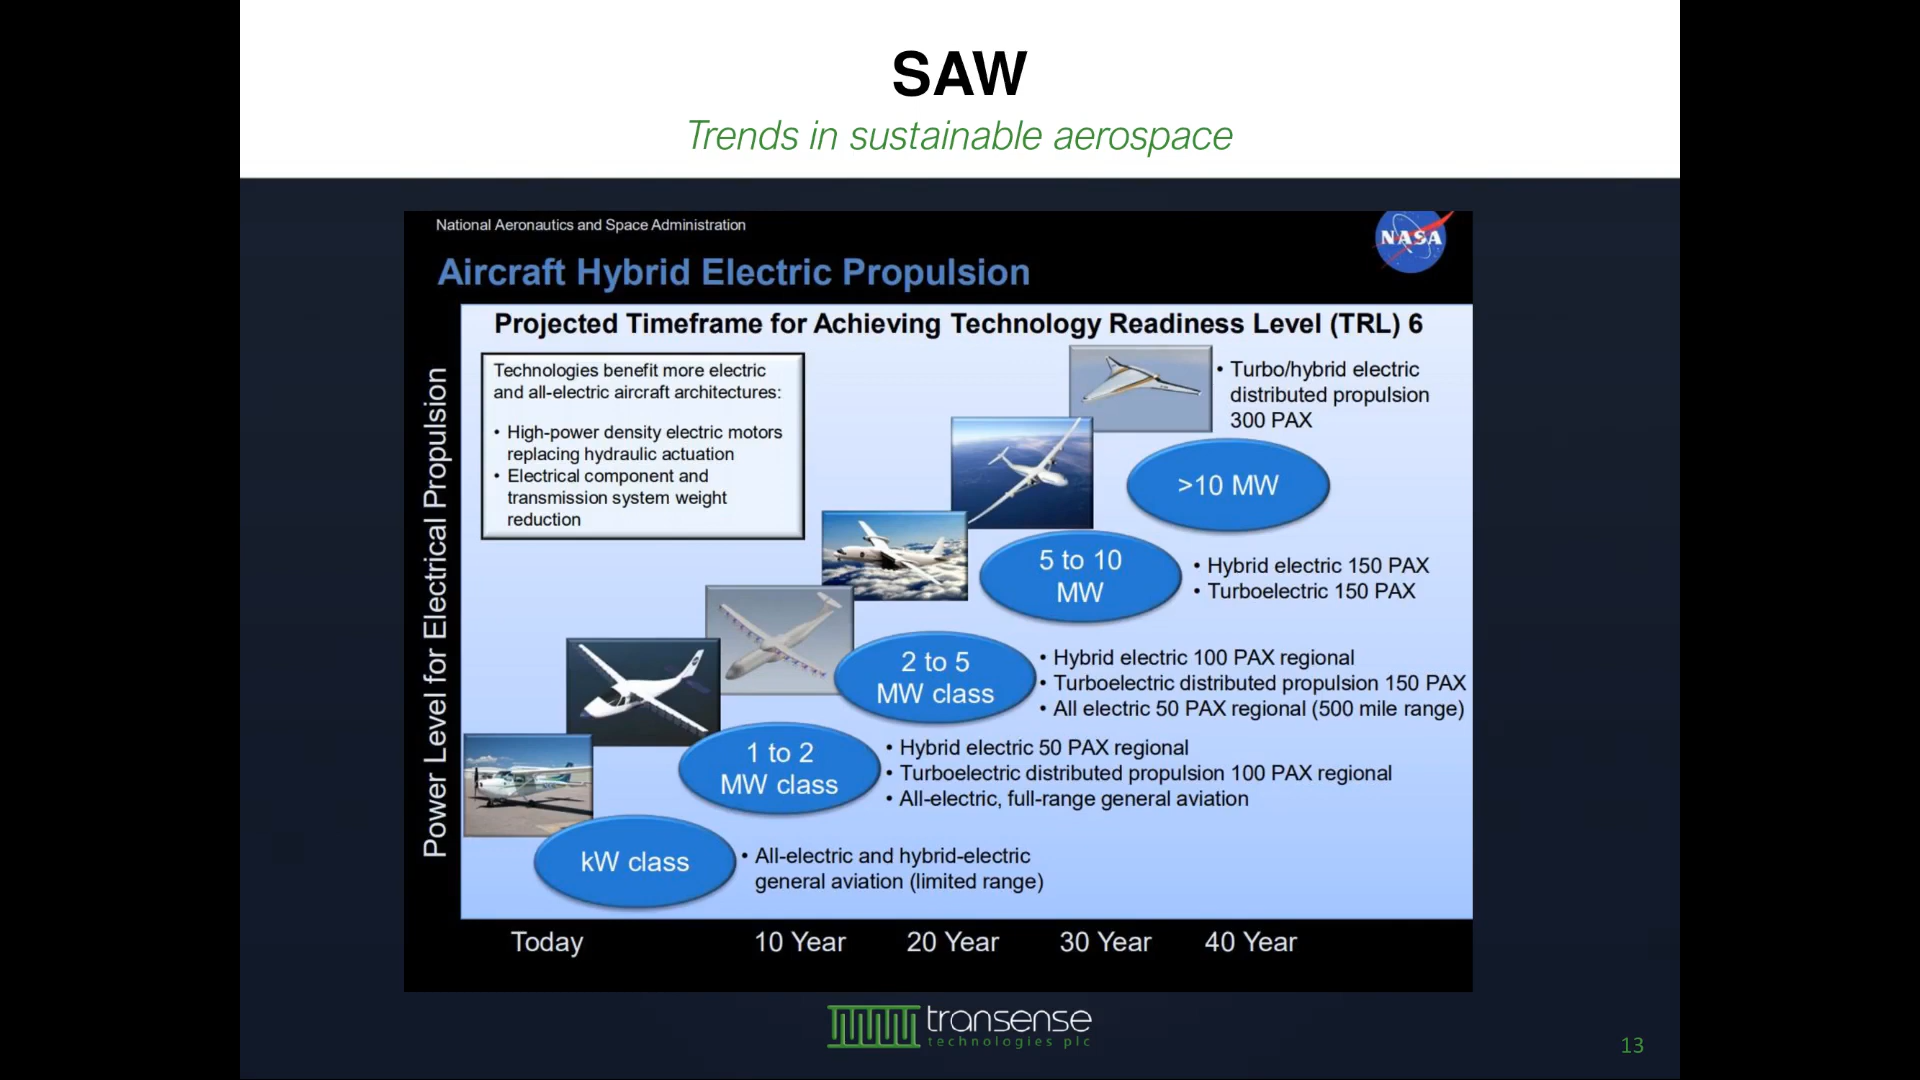 SAW
Trends in sustainable aerospace
National Aeronautics and Space Administration
NASA
Aircraft Hybrid Electric Propulsion
Projected Timeframe for Achieving Technology Readiness Level (TRL) 6
Power Level for Electrical Propulsion
Technologies benefit more electric
and all-electric aircraft architectures:
• High-power density electric motors
replacing hydraulic actuation
• Electrical component and
transmission system weight
reduction
• Turbo/hybrid electric
distributed propulsion
300 PAX
>10 MW
5 to 10
MW
• Hybrid electric 150 PAX
• Turboelectric 150 PAX
2 to 5
MW class
• Hybrid electric 100 PAX regional
• Turboelectric distributed propulsion 150 PAX
• All electric 50 PAX regional (500 mile range)
1 to 2
MW class
• Hybrid electric 50 PAX regional
• Turboelectric distributed propulsion 100 PAX regional
• All-electric, full-range general aviation
kW class
• All-electric and hybrid-electric
general aviation (limited range)
Today 10 Year 20 Year 30 Year 40 Year
transense
technologies plc
13